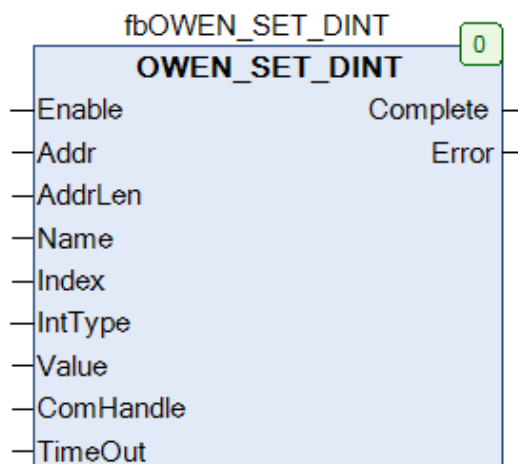 fbOWEN_SET_DINT
0
OWEN_SET_DINT
Enable Complete
Addr Error
AddrLen
Name
Index
IntType
Value
ComHandle
TimeOut